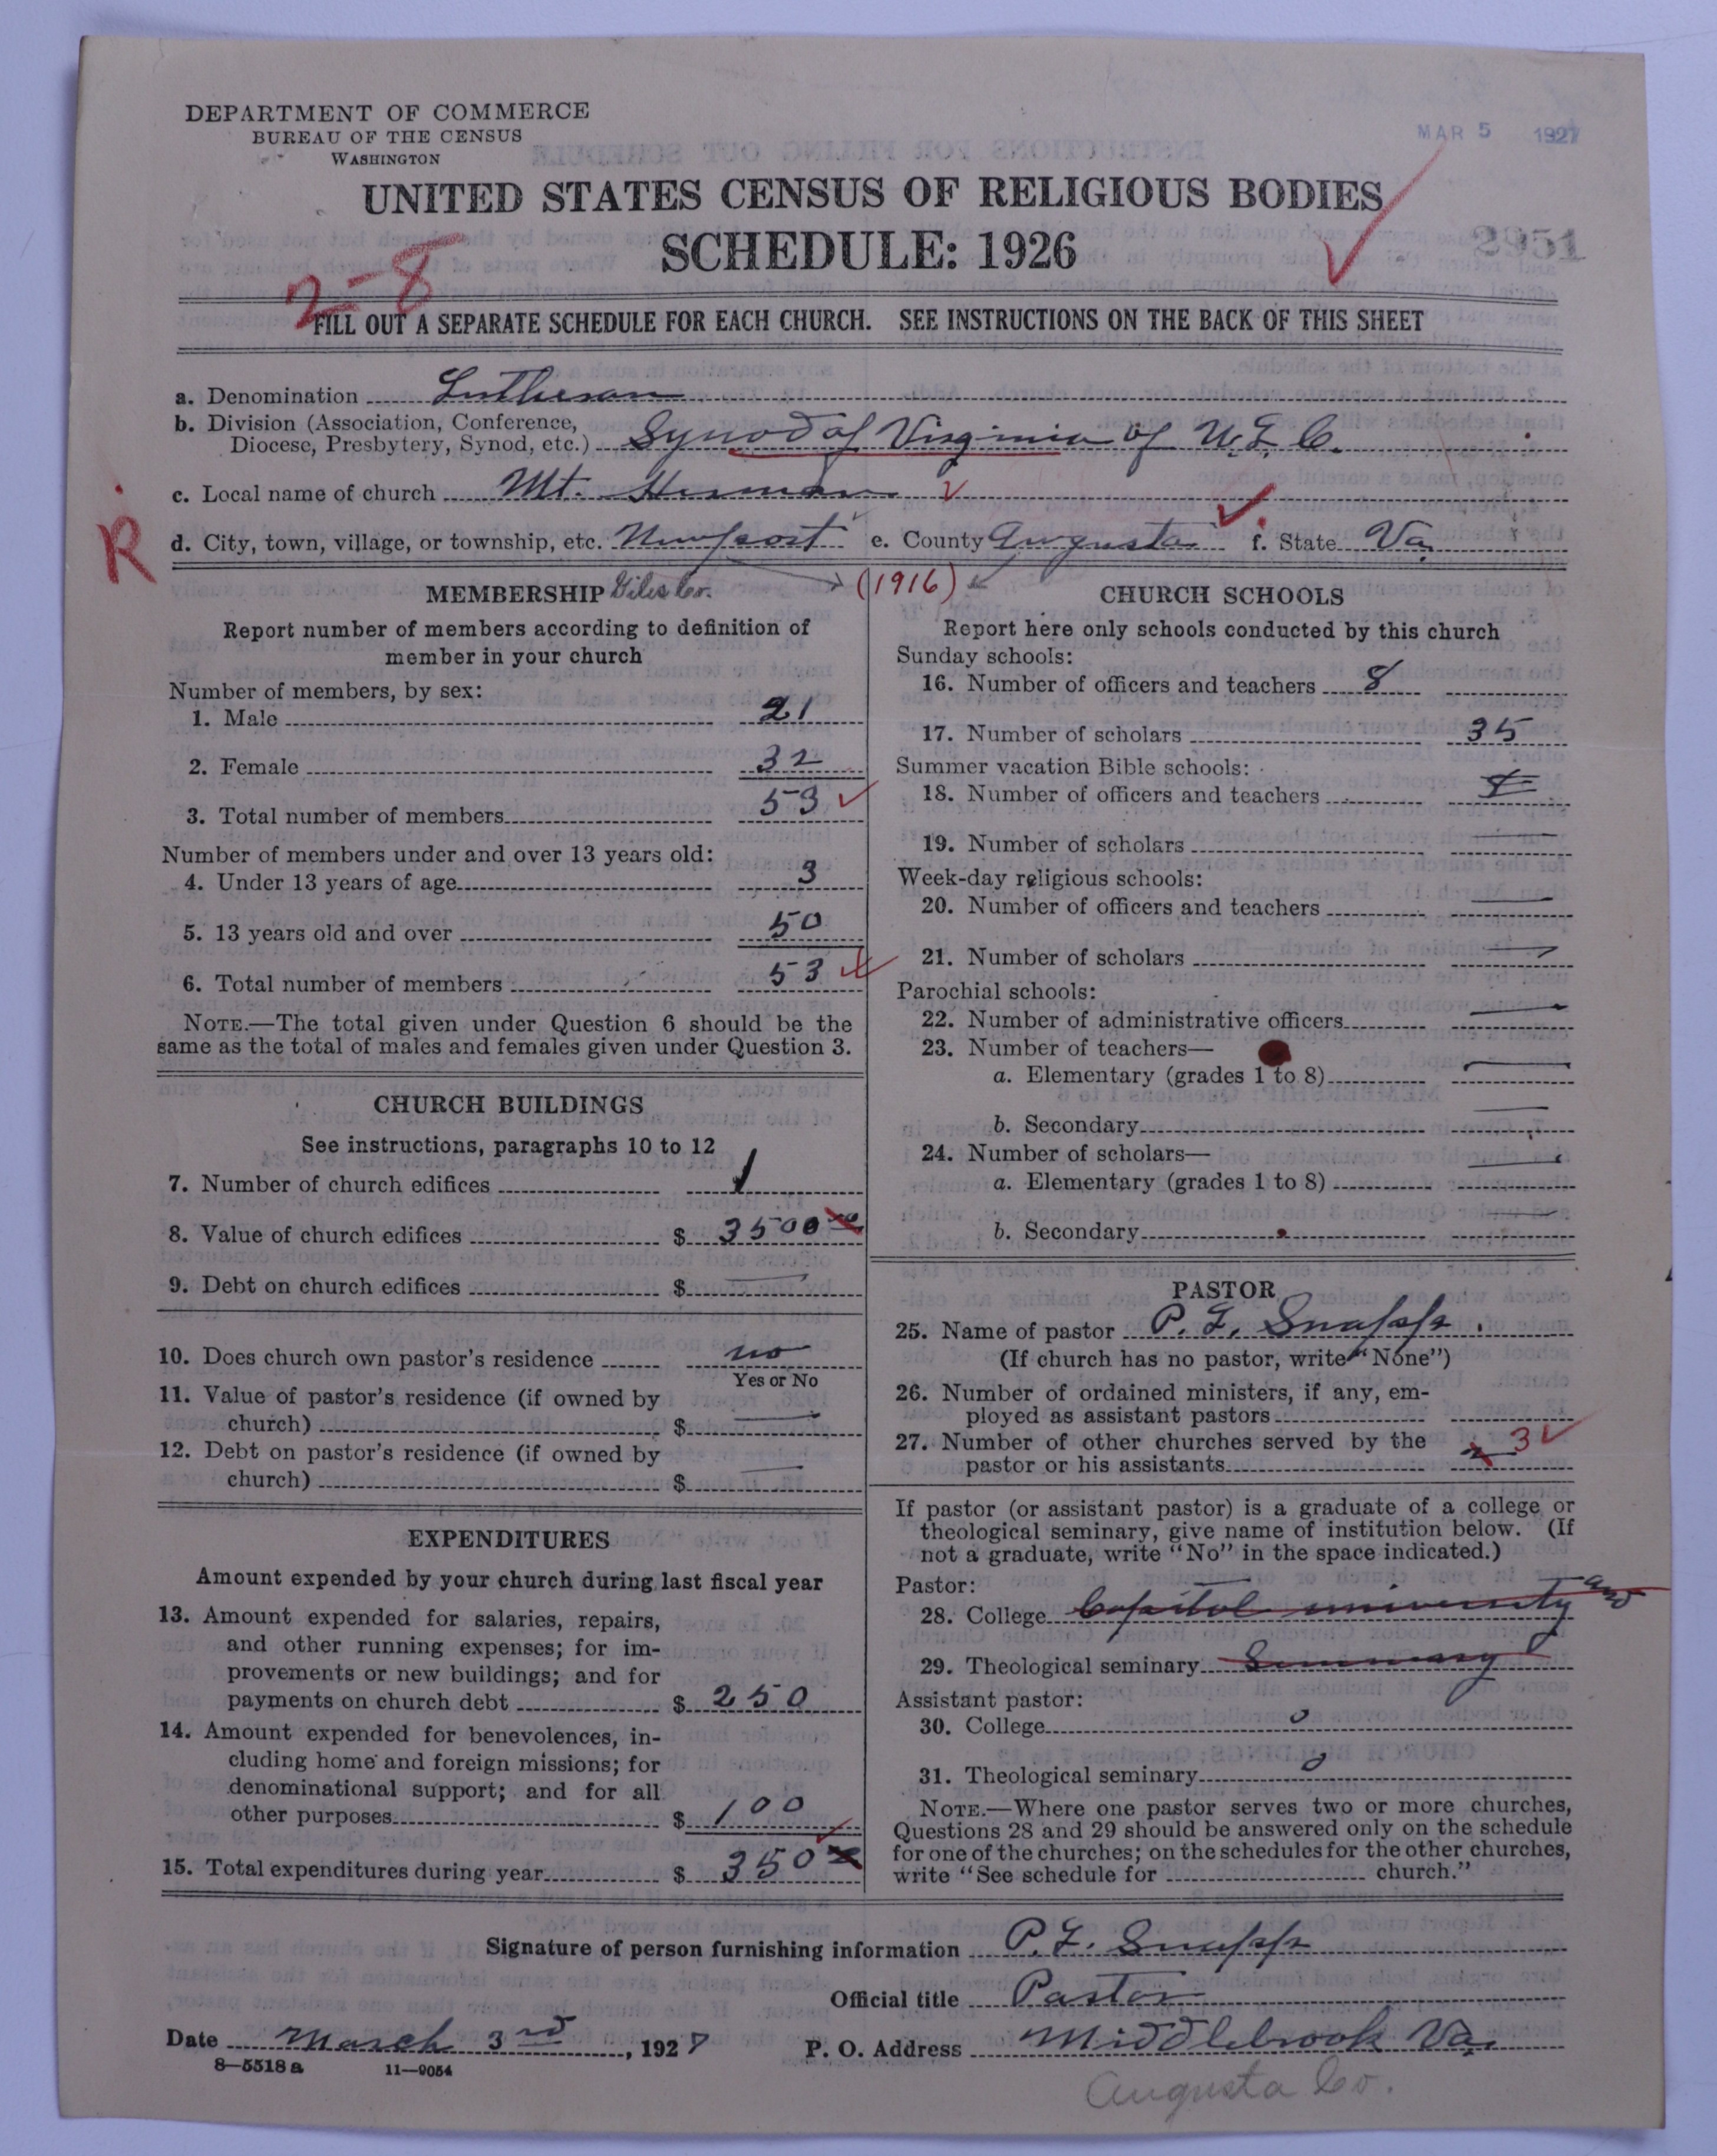 DEPARTMENT OF COMMERCE
BUREAU OF THE CENSUS
WASHINGTON
MAR 5 1927
UNITED STATES CENSUS OF RELIGIOUS BODIES
SCHEDULE: 1926
2951
2-8
FILL OUT A SEPARATE SCHEDULE FOR EACH CHURCH. SEE INSTRUCTIONS ON THE BACK OF THIS SHEET
a. Denomination Lutheran
b. Division (Association, Conference,
Diocese, Presbytery, Synod, etc.) Synod of Virginia of U. L. C.
c. Local name of church Mt. Herman
R
d. City, town, village, or township, etc. Newport e. County Augusta f. State Va.
(1916)
MEMBERSHIP Giles Co.
Report number of members according to definition of
member in your church
Number of members, by sex:
1. Male 21
2. Female 32
3. Total number of members 53
Number of members under and over 13 years old:
4. Under 13 years of age 3
5. 13 years old and over 50
6. Total number of members 53
NOTE.—The total given under Question 6 should be the
same as the total of males and females given under Question 3.
CHURCH BUILDINGS
See instructions, paragraphs 10 to 12
7. Number of church edifices 1
8. Value of church edifices $ 3500
9. Debt on church edifices $ —
10. Does church own pastor's residence no
Yes or No
11. Value of pastor's residence (if owned by
church) $ —
12. Debt on pastor's residence (if owned by
church) $ —
EXPENDITURES
Amount expended by your church during last fiscal year
13. Amount expended for salaries, repairs,
and other running expenses; for im-
provements or new buildings; and for
payments on church debt $ 250
14. Amount expended for benevolences, in-
cluding home and foreign missions; for
denominational support; and for all
other purposes $ 100
15. Total expenditures during year $ 350
CHURCH SCHOOLS
Report here only schools conducted by this church
Sunday schools:
16. Number of officers and teachers 8
17. Number of scholars 35
Summer vacation Bible schools:
18. Number of officers and teachers
19. Number of scholars —
Week-day religious schools:
20. Number of officers and teachers —
21. Number of scholars —
Parochial schools:
22. Number of administrative officers —
23. Number of teachers—
a. Elementary (grades 1 to 8) —
b. Secondary —
24. Number of scholars— —
a. Elementary (grades 1 to 8)
b. Secondary —
PASTOR
25. Name of pastor P. L. Snapp.
(If church has no pastor, write "None")
26. Number of ordained ministers, if any, em-
ployed as assistant pastors
27. Number of other churches served by the
pastor or his assistants 3
If pastor (or assistant pastor) is a graduate of a college or
theological seminary, give name of institution below. (If
not a graduate, write "No" in the space indicated.)
Pastor:
28. College Capitol university and
29. Theological seminary Seminary
Assistant pastor:
30. College 0
31. Theological seminary 0
NOTE.—Where one pastor serves two or more churches,
Questions 28 and 29 should be answered only on the schedule
for one of the churches; on the schedules for the other churches,
write "See schedule for church."
Signature of person furnishing information P. L. Snapp
Official title Pastor
Date March 3rd, 1927 P. O. Address Middlebrook Va.
8—5518 a 11—9054
Augusta Co.